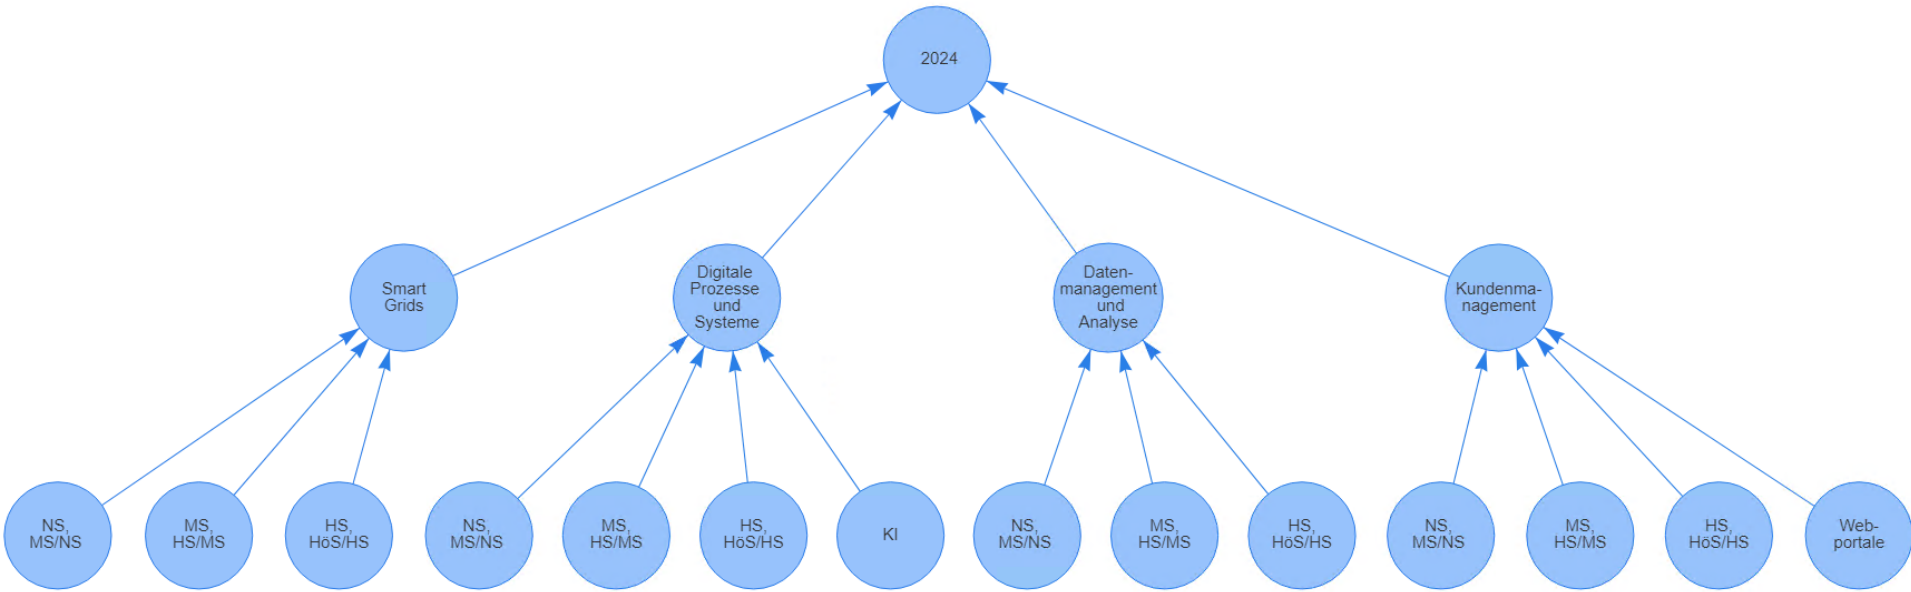 2024
Smart
Grids
Digitale
Prozesse
und
Systeme
Daten-
management
und
Analyse
Kundenma-
nagement
NS,
MS/NS
MS,
HS/MS
HS,
HöS/HS
NS,
MS/NS
MS,
HS/MS
HS,
HöS/HS
KI
NS,
MS/NS
MS,
HS/MS
HS,
HöS/HS
NS,
MS/NS
MS,
HS/MS
HS,
HöS/HS
Web-
portale